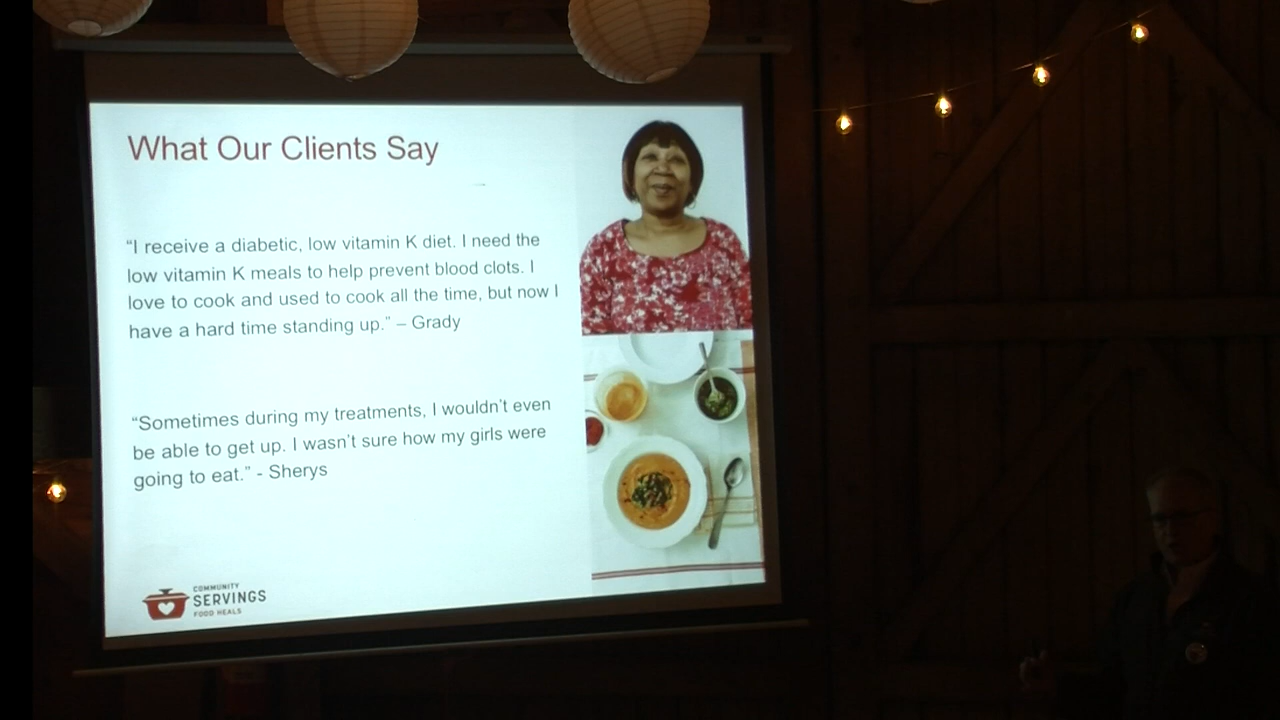 What Our Clients Say
“I receive a diabetic, low vitamin K diet. I need the
low vitamin K meals to help prevent blood clots. I
love to cook and used to cook all the time, but now I
have a hard time standing up.” – Grady
“Sometimes during my treatments, I wouldn’t even
be able to get up. I wasn’t sure how my girls were
going to eat.” - Sherys
COMMUNITY
SERVINGS
FOOD HEALS